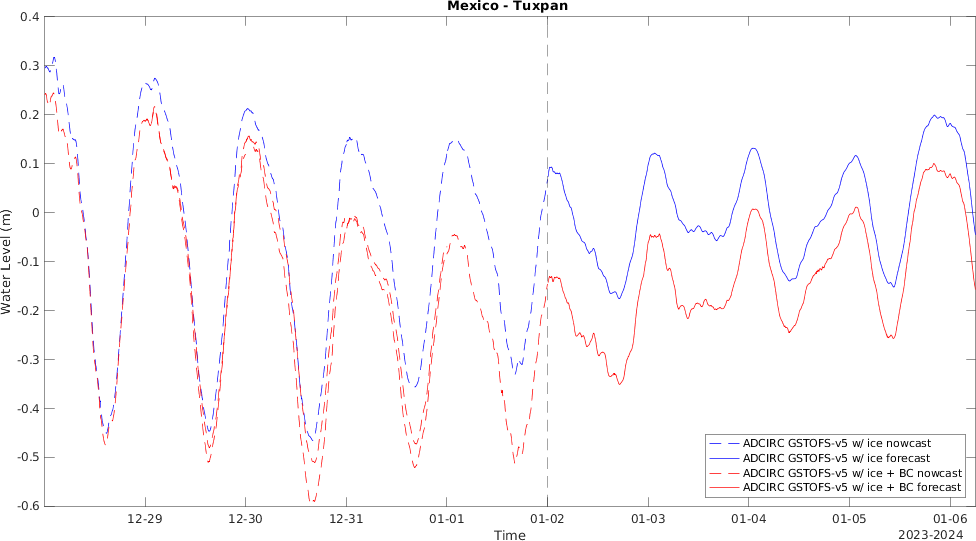 Mexico - Tuxpan
Water Level (m)
0.4
0.3
0.2
0.1
0
-0.1
-0.2
-0.3
-0.4
-0.5
-0.6
ADCIRC GSTOFS-v5 w/ ice nowcast
ADCIRC GSTOFS-v5 w/ ice forecast
ADCIRC GSTOFS-v5 w/ ice + BC nowcast
ADCIRC GSTOFS-v5 w/ ice + BC forecast
12-29 12-30 12-31 01-01 01-02 01-03 01-04 01-05 01-06
Time
2023-2024